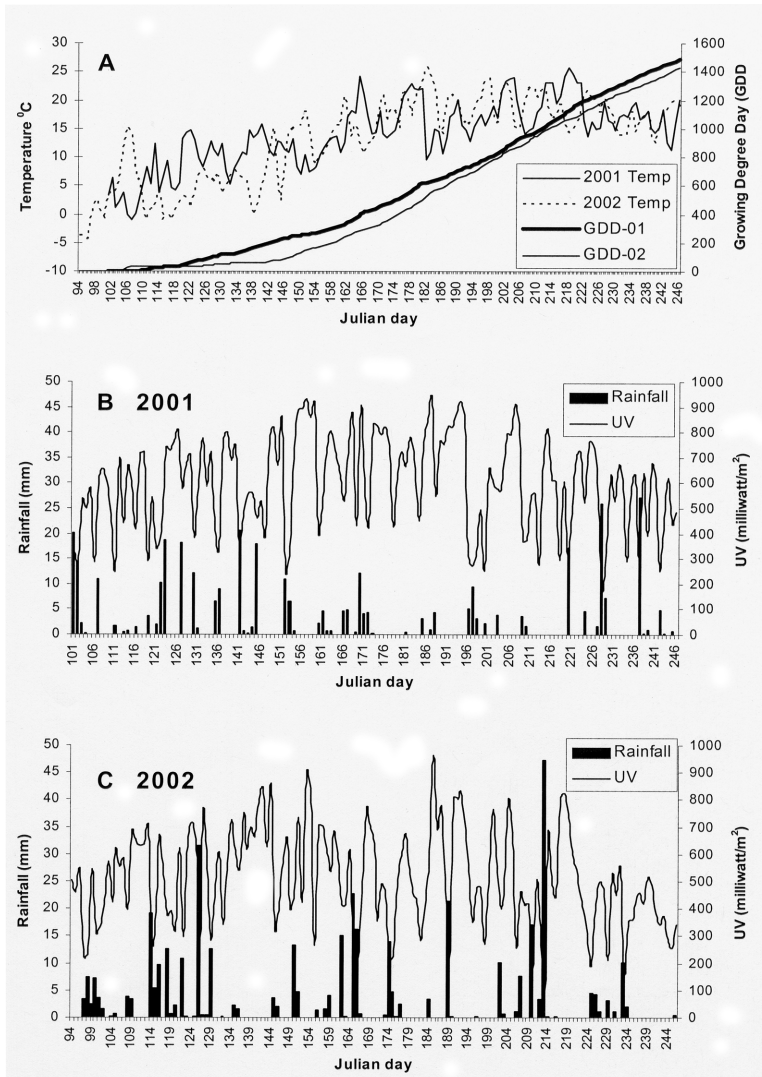 A
30
25
20
15
10
5
0
-5
-10
Temperature ⁰C
1600
1400
1200
1000
800
600
400
200
0
Growing Degree Day (GDD
2001 Temp
2002 Temp
GDD-01
GDD-02
94 98 102 106 110 114 118 122 126 130 134 138 142 146 150 154 158 162 166 170 174 178 182 186 190 194 198 202 206 210 214 218 222 226 230 234 238 242 246
Julian day
B 2001
50
45
40
35
30
25
20
15
10
5
0
Rainfall (mm)
1000
900
800
700
600
500
400
300
200
100
0
UV (milliwatt/m²)
Rainfall
UV
101 106 111 116 121 126 131 136 141 146 151 156 161 166 171 176 181 186 191 196 201 206 211 216 221 226 231 236 241 246
Julian day
C 2002
50
45
40
35
30
25
20
15
10
5
0
Rainfall (mm)
1000
900
800
700
600
500
400
300
200
100
0
UV (milliwatt/m²)
Rainfall
UV
94 99 104 109 114 119 124 129 134 139 144 149 154 159 164 169 174 179 184 189 194 199 204 209 214 219 224 229 234 239 244
Julian day